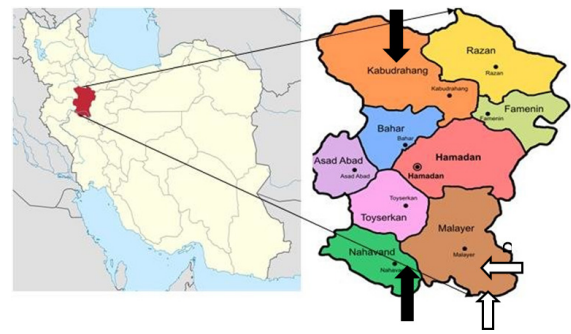 Razan
Razan
Kabudrahang
Kabudrahang
Famenin
Famenin
Bahar
Bahar
Hamadan
Hamadan
Asad Abad
Asad Abad
Toyserkan
Toyserkan
Malayer
Malayer
Nahavand